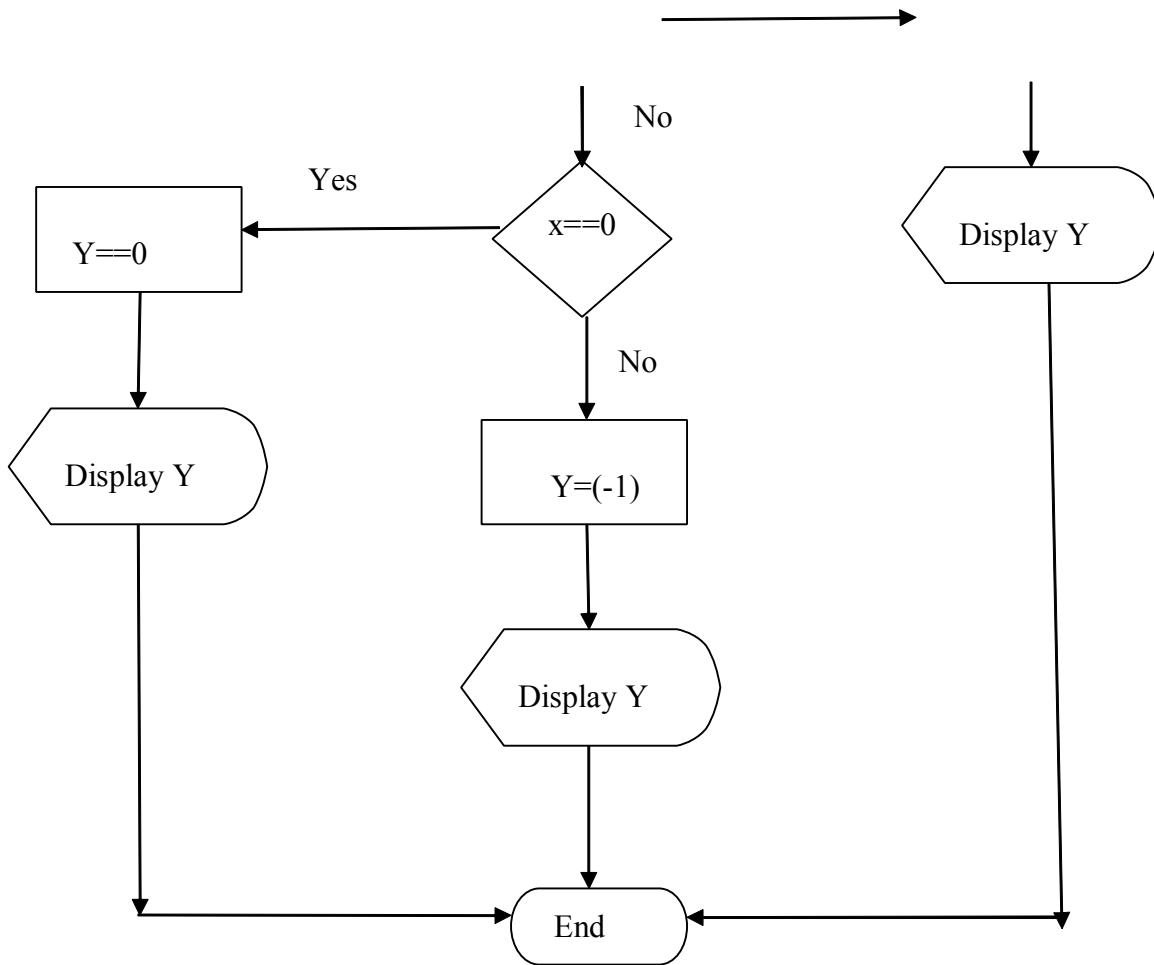 No
Yes
x==0
Display Y
Y==0
No
Display Y
Y=(-1)
Display Y
End